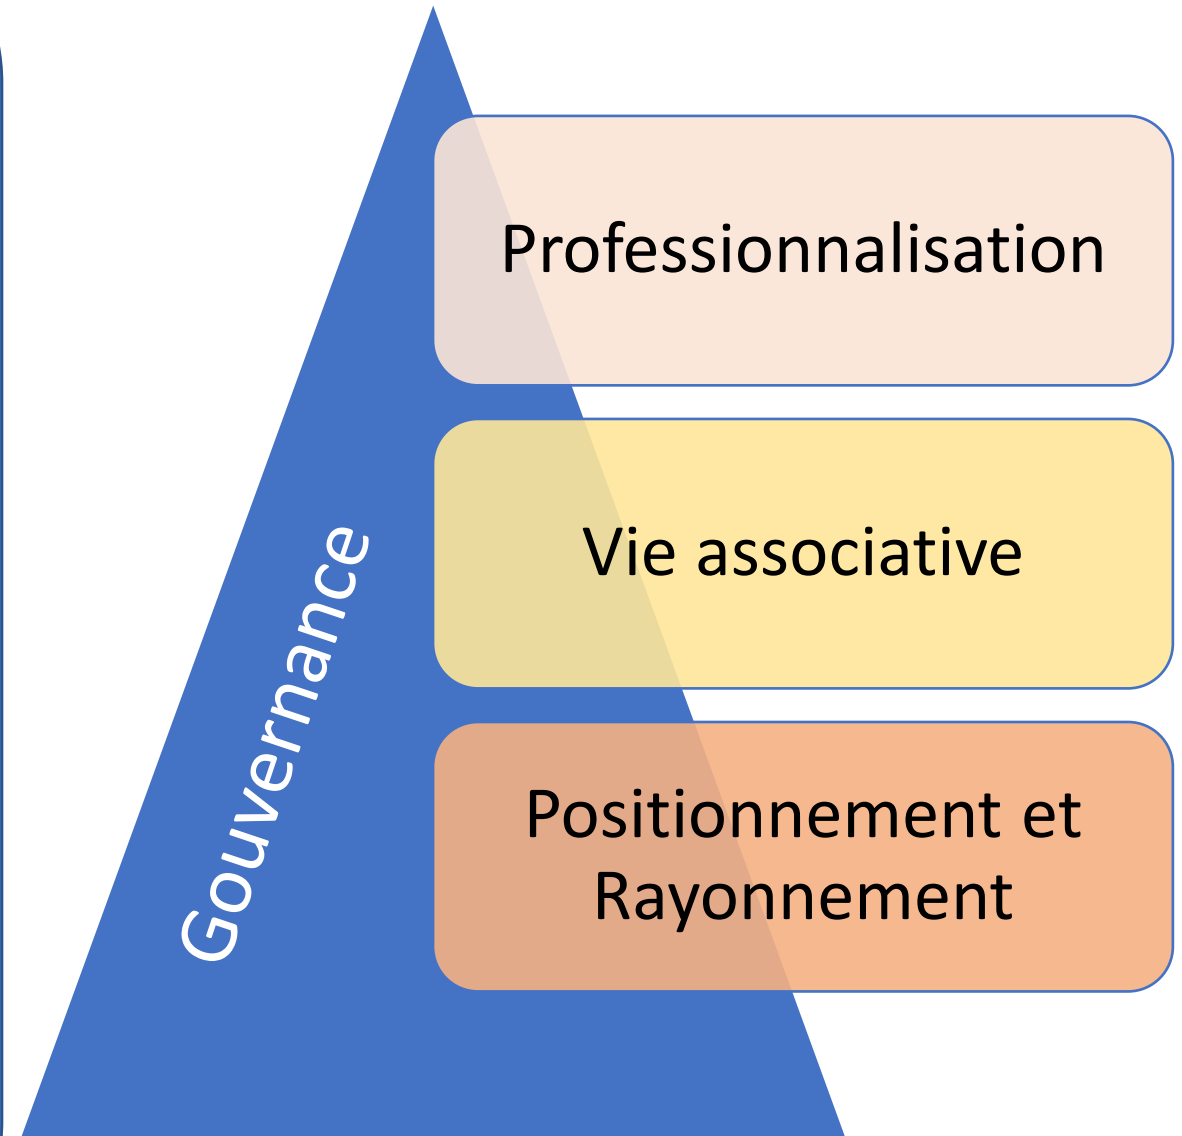 Professionnalisation
Vie associative
Positionnement et
Rayonnement
Gouvernance